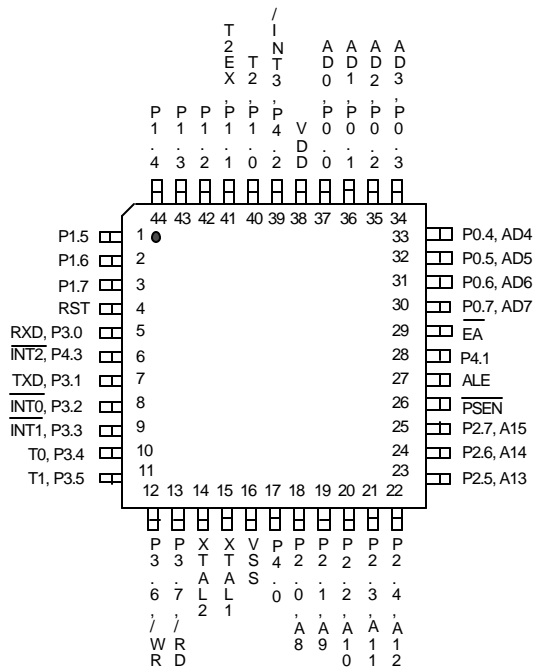 P1.4
P1.3
P1.2
T2EX,P1.1
T2,P1.0
/INT3,P4.2
VDD
AD0,P0.0
AD1,P0.1
AD2,P0.2
AD3,P0.3
44 43 42 41 40 39 38 37 36 35 34
P1.5 1
P1.6 2
P1.7 3
RST 4
RXD, P3.0 5
INT2, P4.3 6
TXD, P3.1 7
INT0, P3.2 8
INT1, P3.3 9
T0, P3.4 10
T1, P3.5 11
33 P0.4, AD4
32 P0.5, AD5
31 P0.6, AD6
30 P0.7, AD7
29 EA
28 P4.1
27 ALE
26 PSEN
25 P2.7, A15
24 P2.6, A14
23 P2.5, A13
12 13 14 15 16 17 18 19 20 21 22
P3.6,/WR
P3.7,/RD
XTAL2
XTAL1
VSS
P4.0
P2.0,A8
P2.1,A9
P2.2,A10
P2.3,A11
P2.4,A12